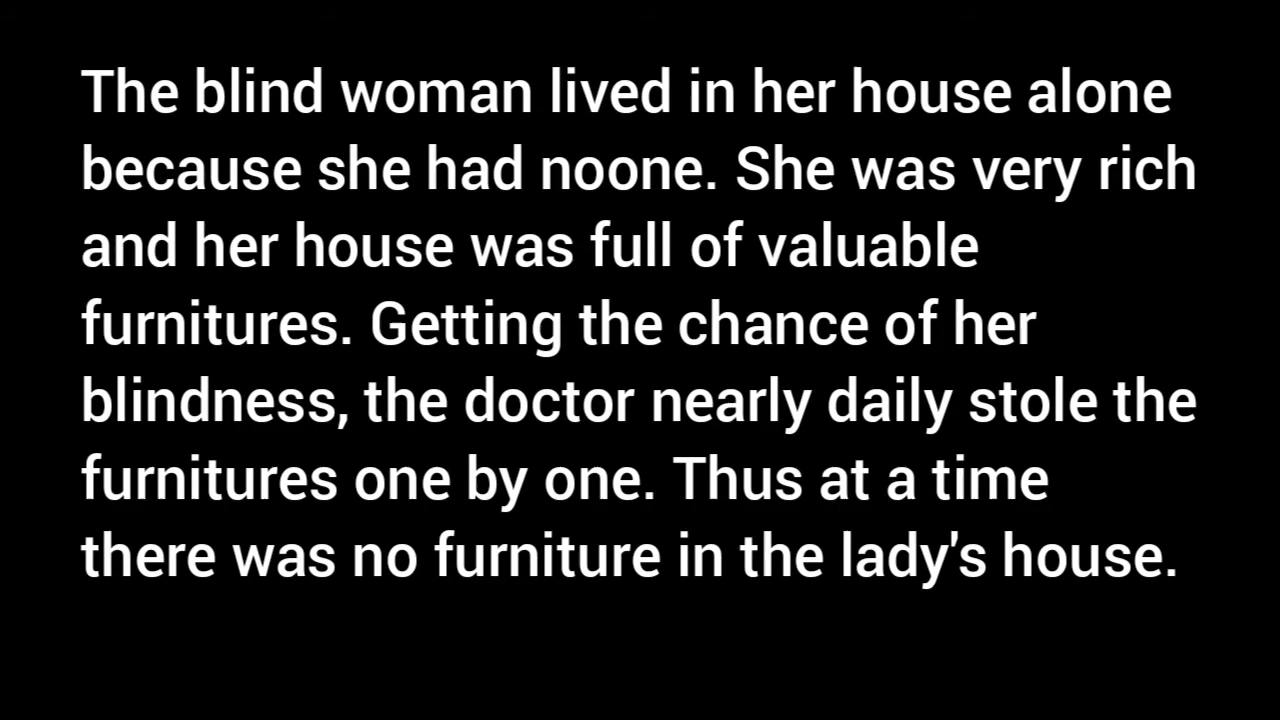 The blind woman lived in her house alone
because she had noone. She was very rich
and her house was full of valuable
furnitures. Getting the chance of her
blindness, the doctor nearly daily stole the
furnitures one by one. Thus at a time
there was no furniture in the lady's house.